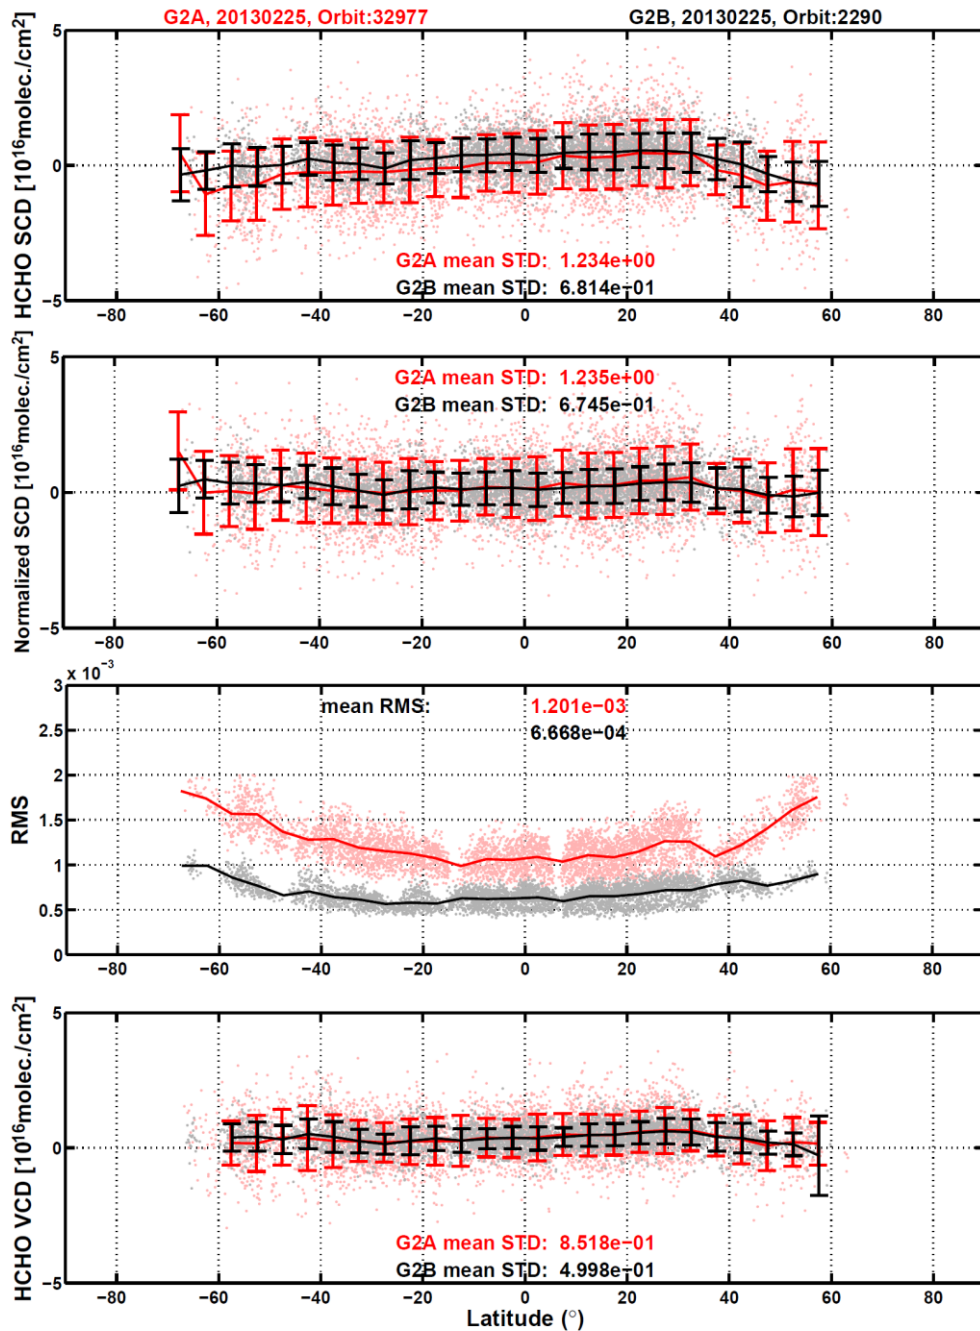 G2A, 20130225, Orbit:32977 G2B, 20130225, Orbit:2290
HCHO SCD [10^16molec./cm^2]
5
0
−5
G2A mean STD: 1.234e+00
G2B mean STD: 6.814e−01
−80 −60 −40 −20 0 20 40 60 80
Normalized SCD [10^16molec./cm^2]
5
0
−5
G2A mean STD: 1.235e+00
G2B mean STD: 6.745e−01
−80 −60 −40 −20 0 20 40 60 80
x 10^−3
RMS
3
2.5
2
1.5
1
0.5
0
mean RMS: 1.201e−03
6.668e−04
−80 −60 −40 −20 0 20 40 60 80
HCHO VCD [10^16molec./cm^2]
5
0
−5
G2A mean STD: 8.518e−01
G2B mean STD: 4.998e−01
−80 −60 −40 −20 0 20 40 60 80
Latitude (°)